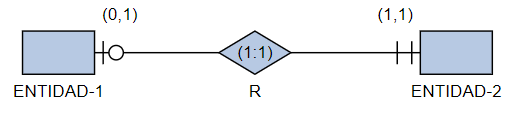 (0,1) (1,1)
(1:1)
ENTIDAD-1 R ENTIDAD-2